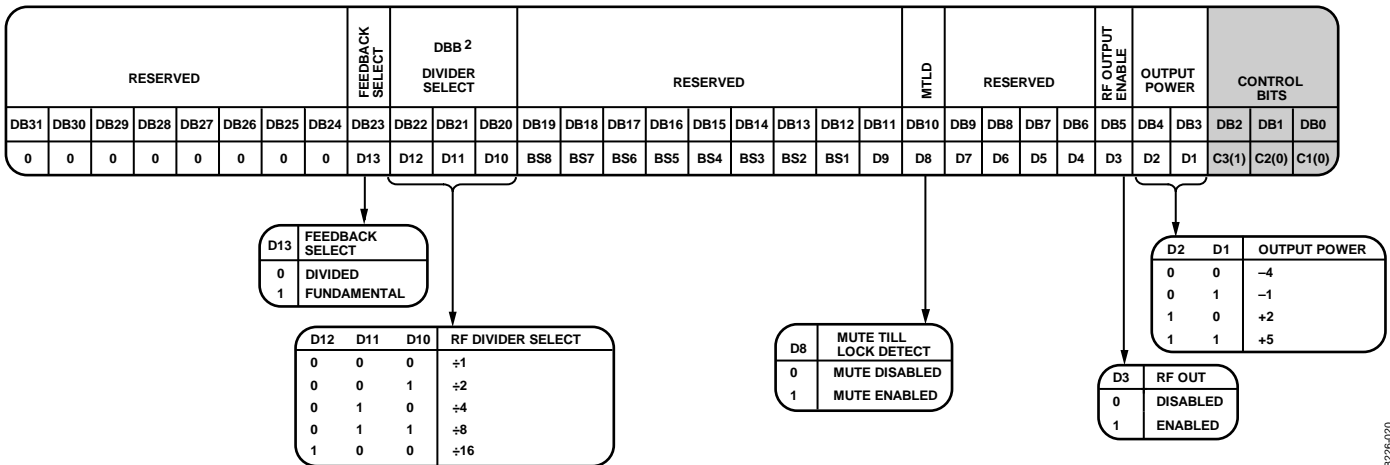 RESERVED
FEEDBACK
SELECT
DBB 2
DIVIDER
SELECT
RESERVED
MTLD
RESERVED
RF OUTPUT
ENABLE
OUTPUT
POWER
CONTROL
BITS
DB31 DB30 DB29 DB28 DB27 DB26 DB25 DB24 DB23 DB22 DB21 DB20 DB19 DB18 DB17 DB16 DB15 DB14 DB13 DB12 DB11 DB10 DB9 DB8 DB7 DB6 DB5 DB4 DB3 DB2 DB1 DB0
0 0 0 0 0 0 0 0 D13 D12 D11 D10 BS8 BS7 BS6 BS5 BS4 BS3 BS2 BS1 D9 D8 D7 D6 D5 D4 D3 D2 D1 C3(1) C2(0) C1(0)
D13 FEEDBACK
SELECT
0 DIVIDED
1 FUNDAMENTAL
D12 D11 D10 RF DIVIDER SELECT
0 0 0 ÷1
0 0 1 ÷2
0 1 0 ÷4
0 1 1 ÷8
1 0 0 ÷16
D8 MUTE TILL
LOCK DETECT
0 MUTE DISABLED
1 MUTE ENABLED
D3 RF OUT
0 DISABLED
1 ENABLED
D2 D1 OUTPUT POWER
0 0 –4
0 1 –1
1 0 +2
1 1 +5